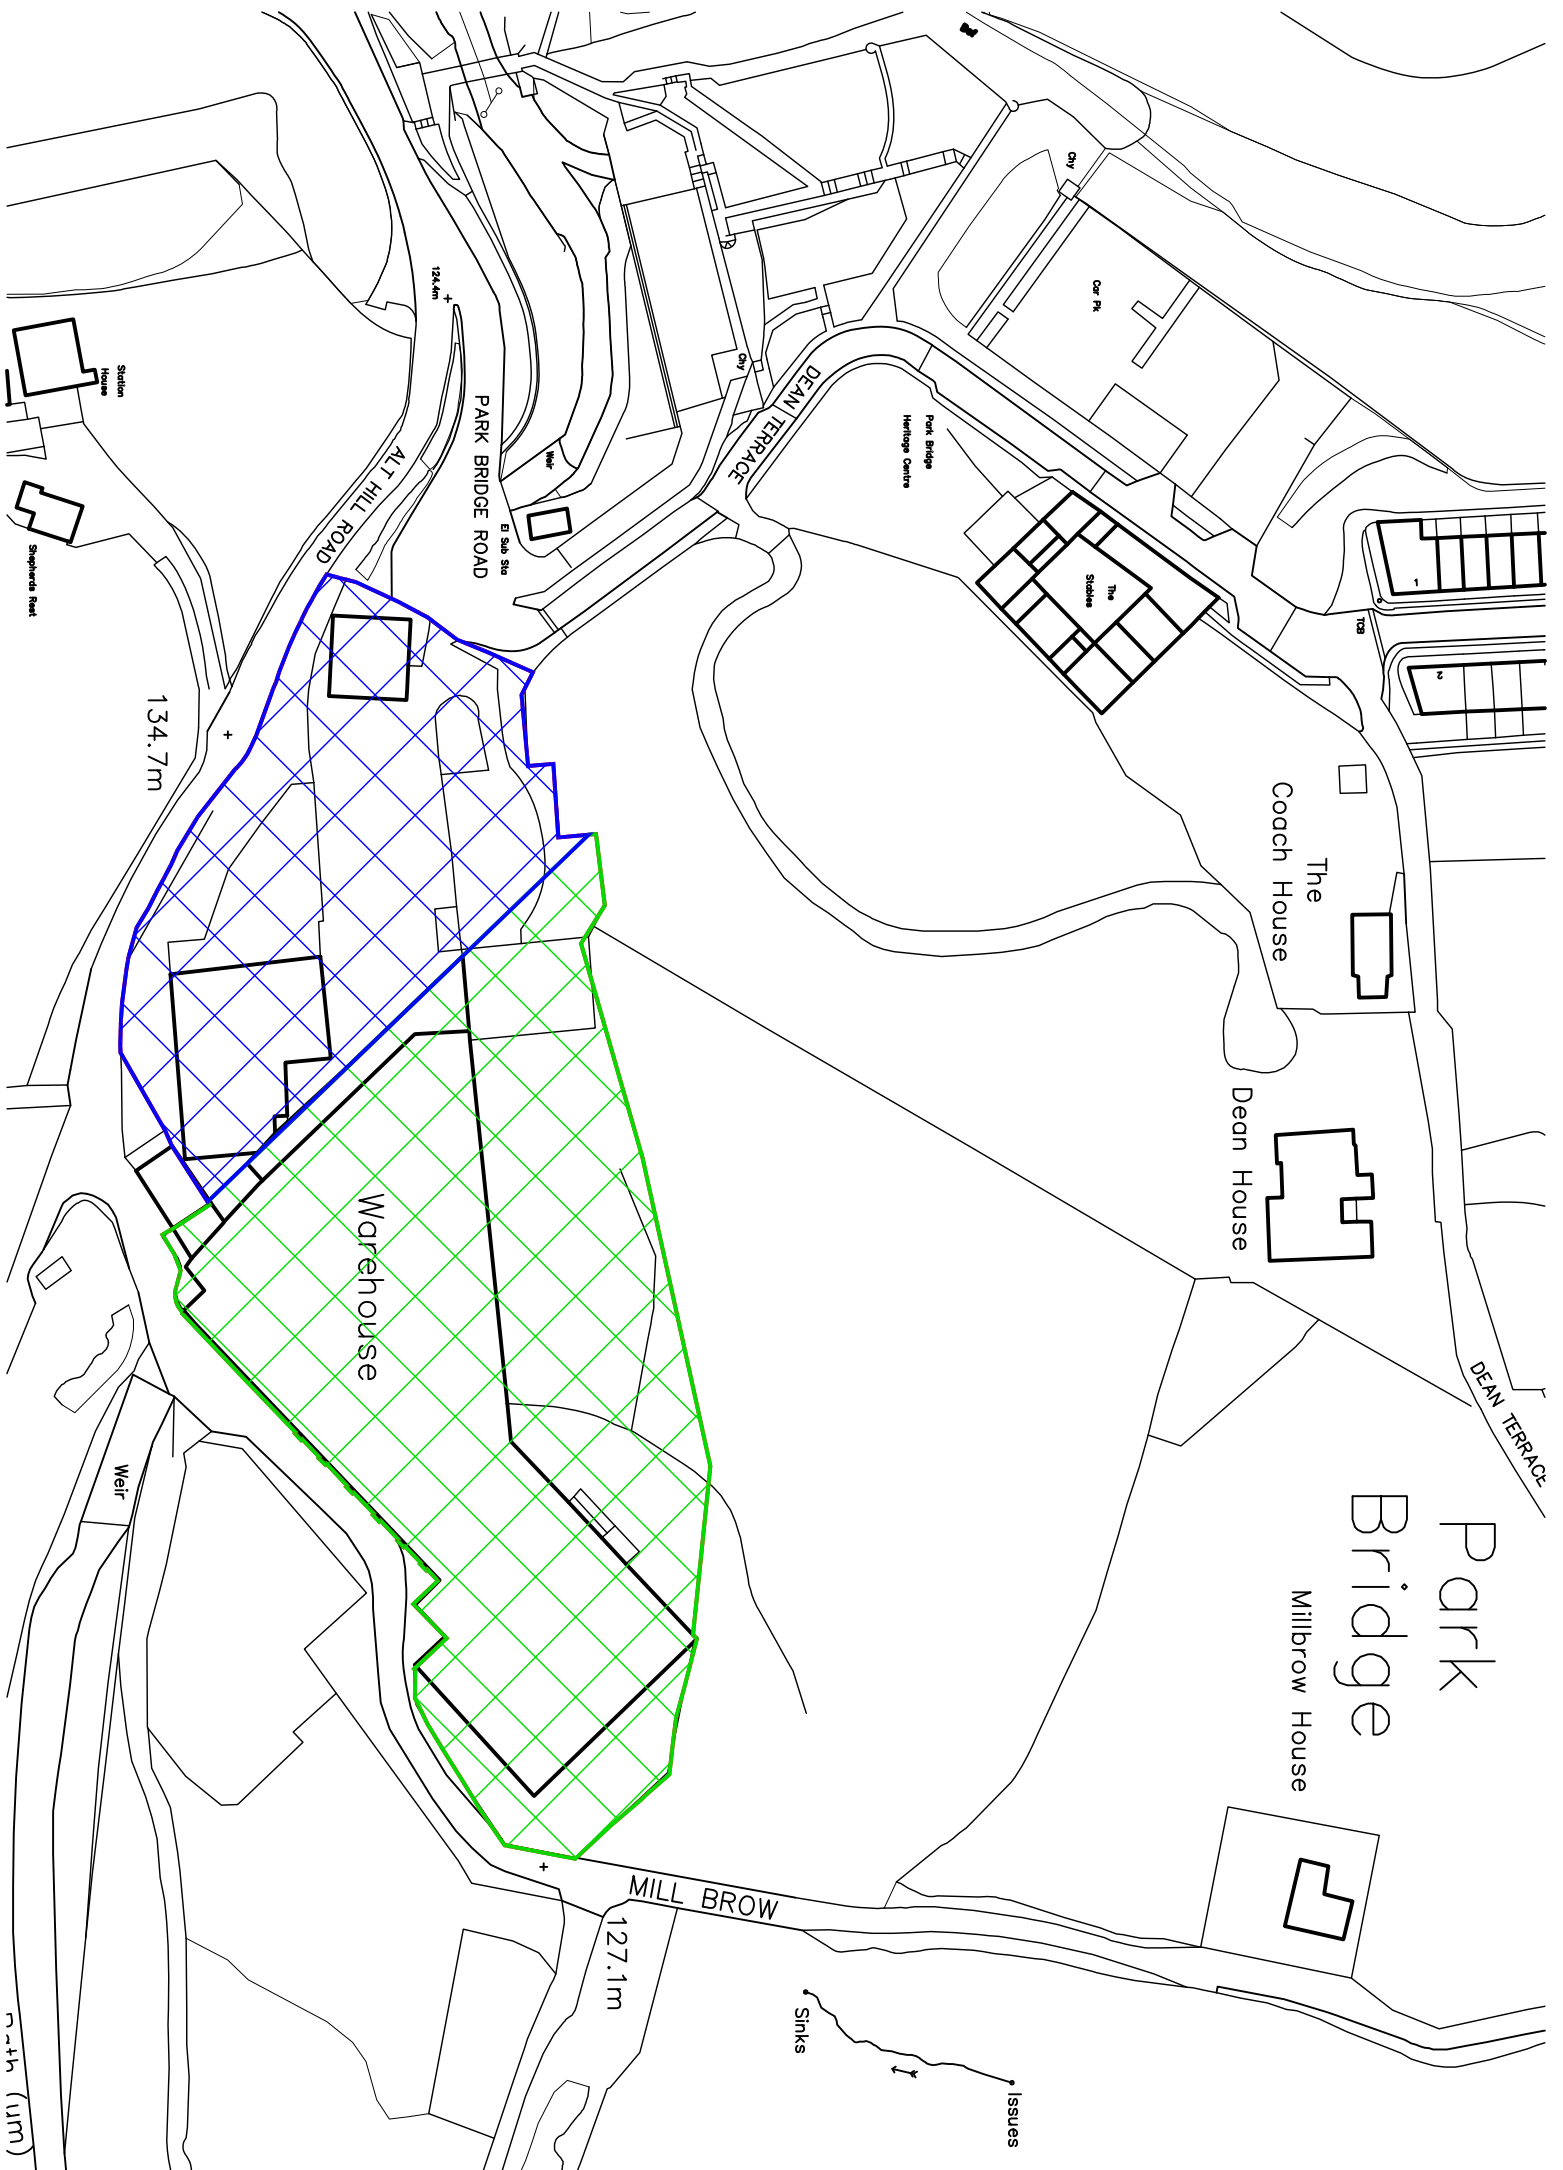 Park
Bridge
Millbrow House
DEAN TERRACE
The
Coach House
Dean House
TCB
1
2
Car Pk
Chy
The
Stables
Park Bridge
Heritage Centre
DEAN TERRACE
Chy
Weir
El Sub Sta
PARK BRIDGE ROAD
124.4m
ALT HILL ROAD
Station
House
Shepherds Rest
134.7m
Warehouse
Weir
MILL BROW
127.1m
Sinks
Issues
Path (um)